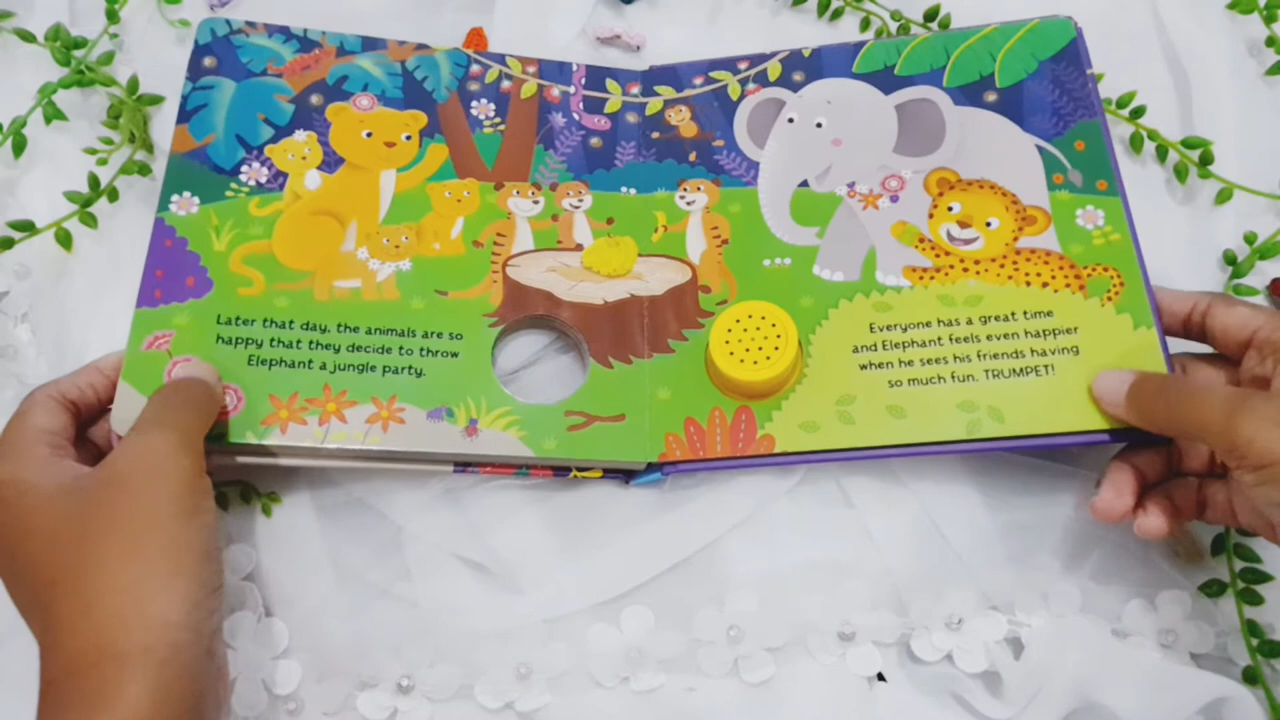 Later that day, the animals are so
happy that they decide to throw
Elephant a jungle party.
Everyone has a great time
and Elephant feels even happier
when he sees his friends having
so much fun. TRUMPET!